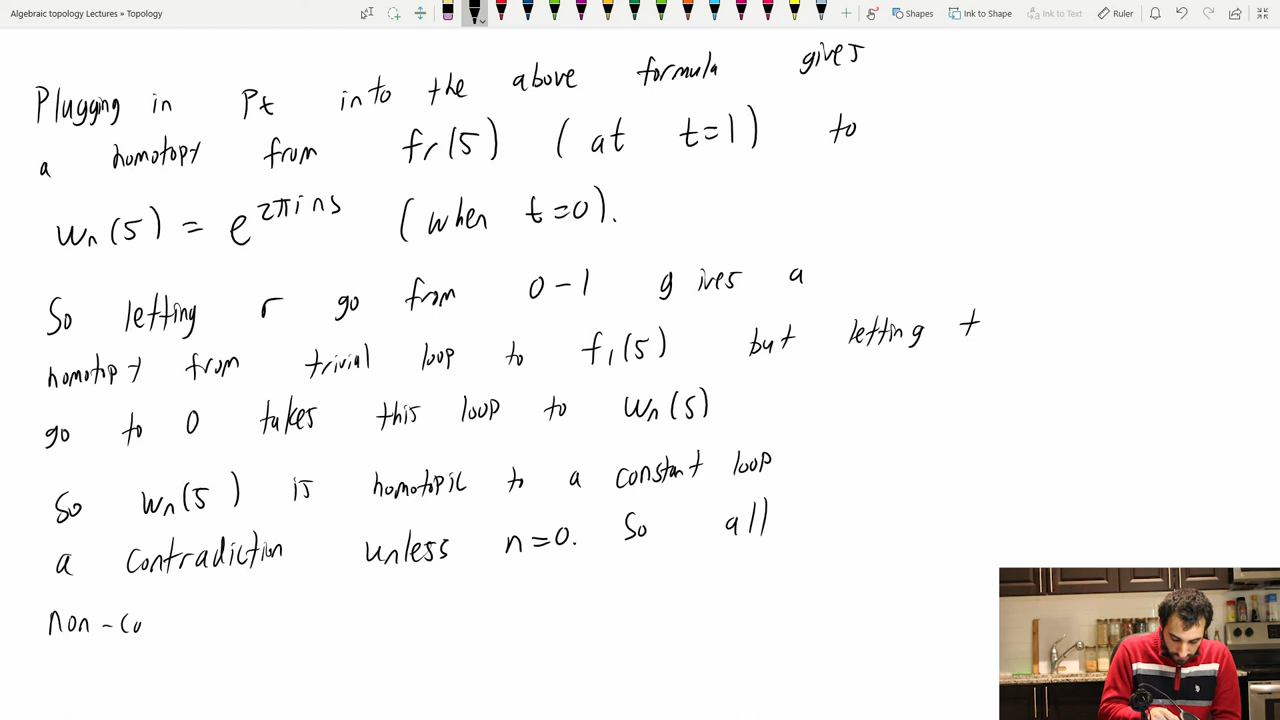 Algebraic topology Lectures » Topology
Shapes Ink to Shape Ink to Text Ruler
Plugging in Pt into the above formula gives
a homotopy from fr(s) (at t=1) to
wn(s) = e^2πins (when t=0).
So letting r go from 0-1 gives a
homotopy from trivial loop to f1(s) but letting t
go to 0 takes this loop to wn(s)
So wn(s) is homotopic to a constant loop
a contradiction unless n=0. So all
non-co